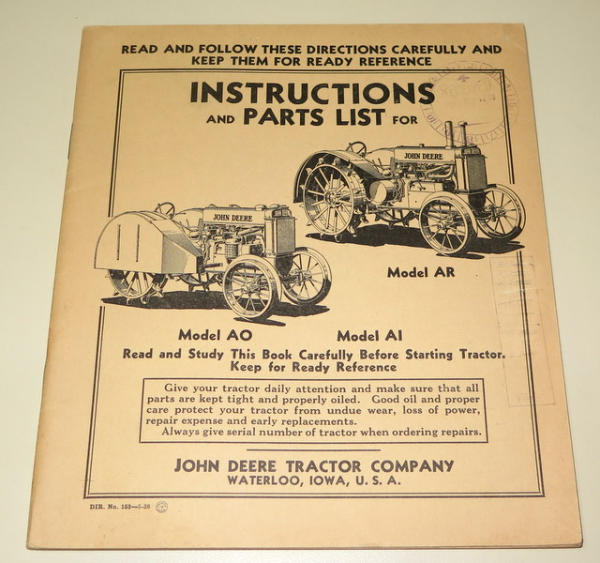 READ AND FOLLOW THESE DIRECTIONS CAREFULLY AND
KEEP THEM FOR READY REFERENCE
INSTRUCTIONS
AND PARTS LIST FOR
JOHN DEERE
JOHN DEERE
Model AR
Model AO Model AI
Read and Study This Book Carefully Before Starting Tractor.
Keep for Ready Reference
Give your tractor daily attention and make sure that all
parts are kept tight and properly oiled. Good oil and proper
care protect your tractor from undue wear, loss of power,
repair expense and early replacements.
Always give serial number of tractor when ordering repairs.
JOHN DEERE TRACTOR COMPANY
WATERLOO, IOWA, U. S. A.
DIR. No.